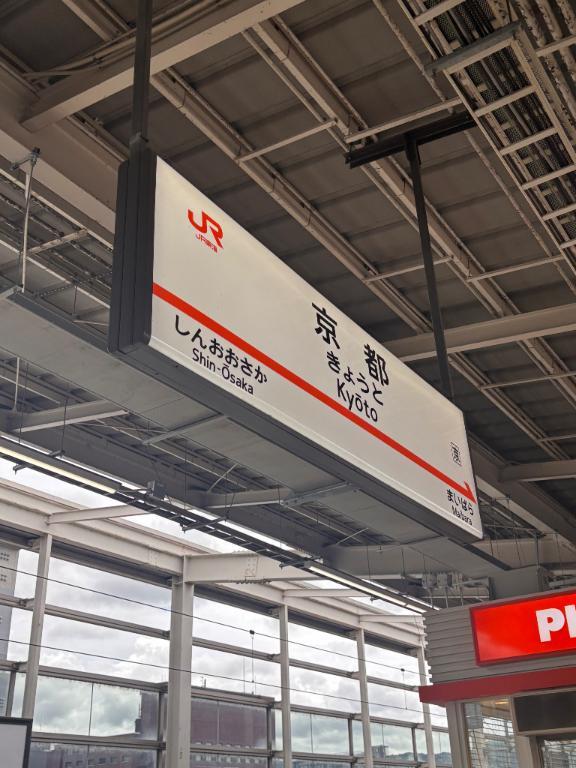 JR
JR東海
京都
きょうと
Kyōto
しんおおさか
Shin-Ōsaka
京
まいばら
Maibara